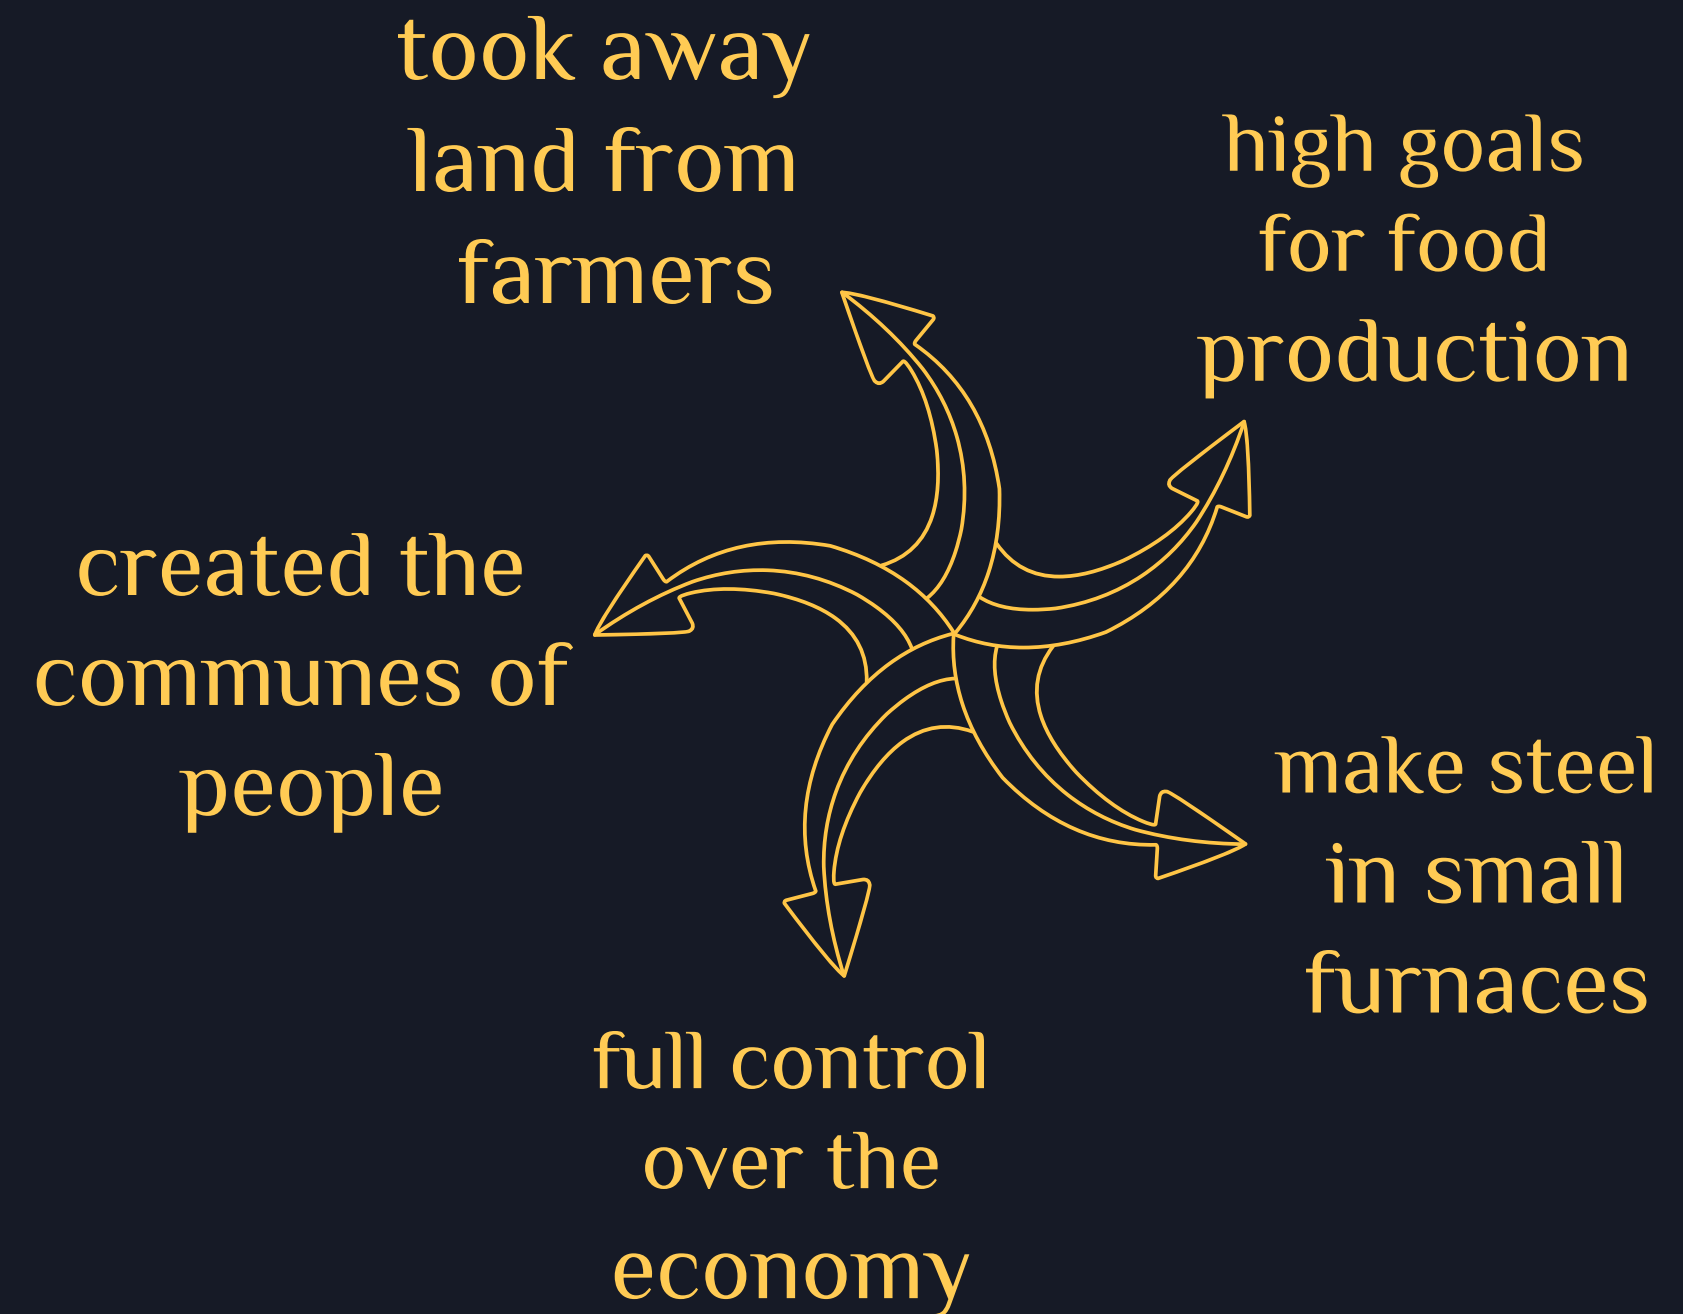 took away
land from
farmers
high goals
for food
production
created the
communes of
people
make steel
in small
furnaces
full control
over the
economy